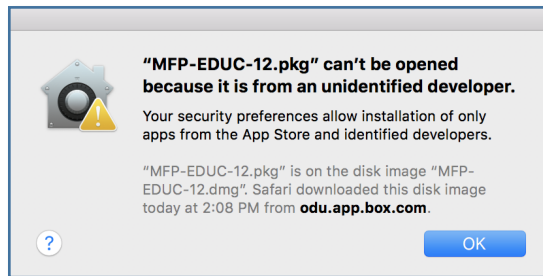 “MFP-EDUC-12.pkg” can’t be opened
because it is from an unidentified developer.
Your security preferences allow installation of only
apps from the App Store and identified developers.
“MFP-EDUC-12.pkg” is on the disk image “MFP-
EDUC-12.dmg”. Safari downloaded this disk image
today at 2:08 PM from odu.app.box.com.
?
OK